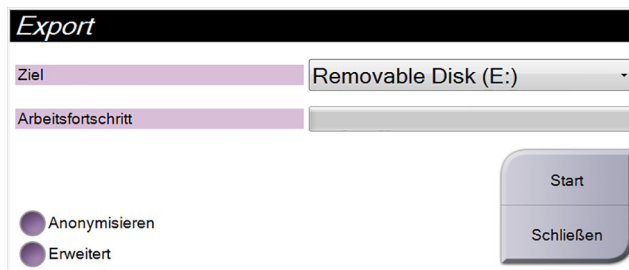 Export
Ziel
Removable Disk (E:)
Arbeitsfortschritt
Start
Anonymisieren
Schließen
Erweitert